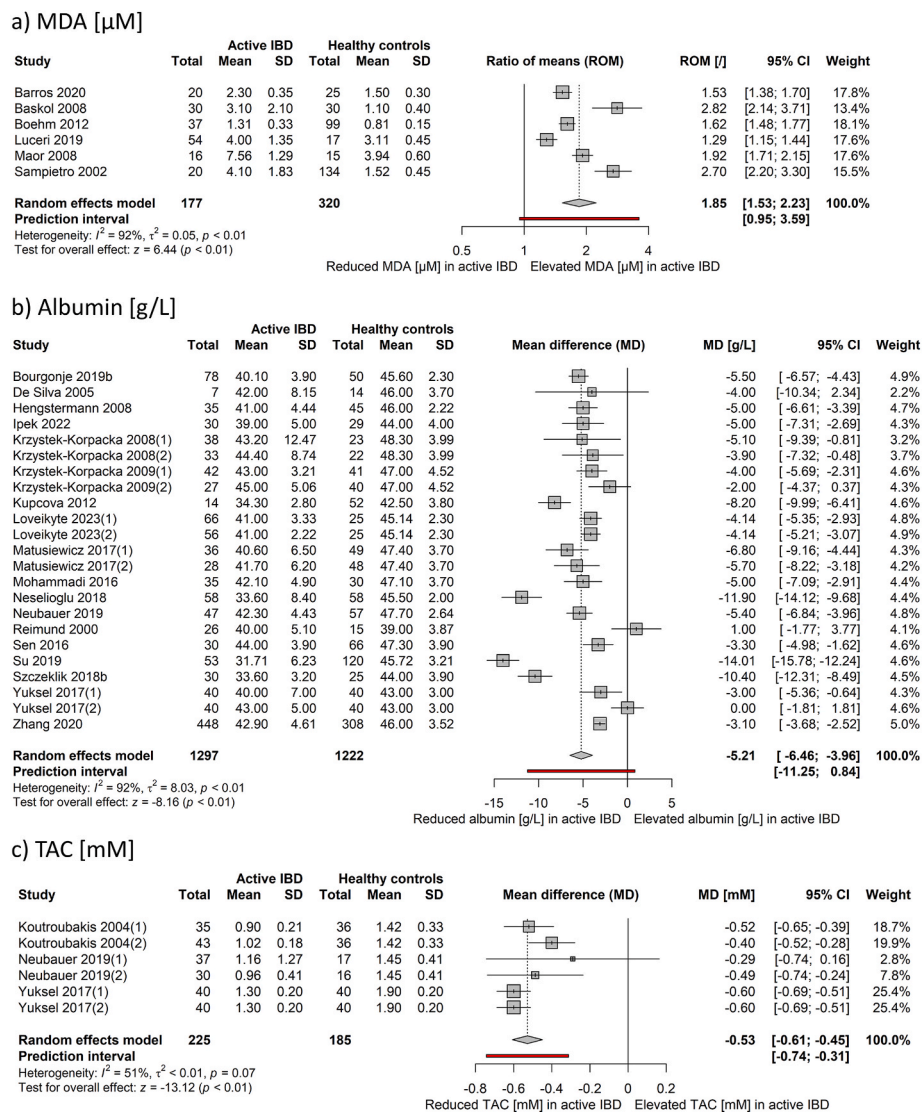 a) MDA [µM]
Active IBD Healthy controls
Study Total Mean SD Total Mean SD Ratio of means (ROM) ROM [/] 95% CI Weight
Barros 2020 20 2.30 0.35 25 1.50 0.30 1.53 [1.38; 1.70] 17.8%
Baskol 2008 30 3.10 2.10 30 1.10 0.40 2.82 [2.14; 3.71] 13.4%
Boehm 2012 37 1.31 0.33 99 0.81 0.15 1.62 [1.48; 1.77] 18.1%
Luceri 2019 54 4.00 1.35 17 3.11 0.45 1.29 [1.15; 1.44] 17.6%
Maor 2008 16 7.56 1.29 15 3.94 0.60 1.92 [1.71; 2.15] 17.6%
Sampietro 2002 20 4.10 1.83 134 1.52 0.45 2.70 [2.20; 3.30] 15.5%
Random effects model 177 320 1.85 [1.53; 2.23] 100.0%
Prediction interval [0.95; 3.59]
Heterogeneity: I² = 92%, τ² = 0.05, p < 0.01
Test for overall effect: z = 6.44 (p < 0.01)
0.5 1 2 4
Reduced MDA [µM] in active IBD Elevated MDA [µM] in active IBD
b) Albumin [g/L]
Active IBD Healthy controls
Study Total Mean SD Total Mean SD Mean difference (MD) MD [g/L] 95% CI Weight
Bourgonje 2019b 78 40.10 3.90 50 45.60 2.30 -5.50 [ -6.57; -4.43] 4.9%
De Silva 2005 7 42.00 8.15 14 46.00 3.70 -4.00 [-10.34; 2.34] 2.2%
Hengstermann 2008 35 41.00 4.44 45 46.00 2.22 -5.00 [ -6.61; -3.39] 4.7%
Ipek 2022 30 39.00 5.00 29 44.00 4.00 -5.00 [ -7.31; -2.69] 4.3%
Krzystek-Korpacka 2008(1) 38 43.20 12.47 23 48.30 3.99 -5.10 [ -9.39; -0.81] 3.2%
Krzystek-Korpacka 2008(2) 33 44.40 8.74 22 48.30 3.99 -3.90 [ -7.32; -0.48] 3.7%
Krzystek-Korpacka 2009(1) 42 43.00 3.21 41 47.00 4.52 -4.00 [ -5.69; -2.31] 4.6%
Krzystek-Korpacka 2009(2) 27 45.00 5.06 40 47.00 4.52 -2.00 [ -4.37; 0.37] 4.3%
Kupcova 2012 14 34.30 2.80 52 42.50 3.80 -8.20 [ -9.99; -6.41] 4.6%
Loveikyte 2023(1) 66 41.00 3.33 25 45.14 2.30 -4.14 [ -5.35; -2.93] 4.8%
Loveikyte 2023(2) 56 41.00 2.22 25 45.14 2.30 -4.14 [ -5.21; -3.07] 4.9%
Matusiewicz 2017(1) 36 40.60 6.50 49 47.40 3.70 -6.80 [ -9.16; -4.44] 4.3%
Matusiewicz 2017(2) 28 41.70 6.20 48 47.40 3.70 -5.70 [ -8.22; -3.18] 4.2%
Mohammadi 2016 35 42.10 4.90 30 47.10 3.70 -5.00 [ -7.09; -2.91] 4.4%
Neselioglu 2018 58 33.60 8.40 58 45.50 2.00 -11.90 [-14.12; -9.68] 4.4%
Neubauer 2019 47 42.30 4.43 57 47.70 2.64 -5.40 [ -6.84; -3.96] 4.7%
Reimund 2000 26 40.00 5.10 15 39.00 3.87 1.00 [ -1.77; 3.77] 4.1%
Sen 2016 30 44.00 3.90 66 47.30 3.90 -3.30 [ -4.98; -1.62] 4.6%
Su 2019 53 31.71 6.23 120 45.72 3.21 -14.01 [-15.78; -12.24] 4.6%
Szczeklik 2018b 30 33.60 3.20 25 44.00 3.90 -10.40 [-12.31; -8.49] 4.5%
Yuksel 2017(1) 40 40.00 7.00 40 43.00 3.00 -3.00 [ -5.36; -0.64] 4.3%
Yuksel 2017(2) 40 43.00 5.00 40 43.00 3.00 0.00 [ -1.81; 1.81] 4.6%
Zhang 2020 448 42.90 4.61 308 46.00 3.52 -3.10 [ -3.68; -2.52] 5.0%
Random effects model 1297 1222 -5.21 [ -6.46; -3.96] 100.0%
Prediction interval [-11.25; 0.84]
Heterogeneity: I² = 92%, τ² = 8.03, p < 0.01
Test for overall effect: z = -8.16 (p < 0.01)
-15 -10 -5 0 5
Reduced albumin [g/L] in active IBD Elevated albumin [g/L] in active IBD
c) TAC [mM]
Active IBD Healthy controls
Study Total Mean SD Total Mean SD Mean difference (MD) MD [mM] 95% CI Weight
Koutroubakis 2004(1) 35 0.90 0.21 36 1.42 0.33 -0.52 [-0.65; -0.39] 18.7%
Koutroubakis 2004(2) 43 1.02 0.18 36 1.42 0.33 -0.40 [-0.52; -0.28] 19.9%
Neubauer 2019(1) 37 1.16 1.27 17 1.45 0.41 -0.29 [-0.74; 0.16] 2.8%
Neubauer 2019(2) 30 0.96 0.41 16 1.45 0.41 -0.49 [-0.74; -0.24] 7.8%
Yuksel 2017(1) 40 1.30 0.20 40 1.90 0.20 -0.60 [-0.69; -0.51] 25.4%
Yuksel 2017(2) 40 1.30 0.20 40 1.90 0.20 -0.60 [-0.69; -0.51] 25.4%
Random effects model 225 185 -0.53 [-0.61; -0.45] 100.0%
Prediction interval [-0.74; -0.31]
Heterogeneity: I² = 51%, τ² < 0.01, p = 0.07
Test for overall effect: z = -13.12 (p < 0.01)
-0.6 -0.4 -0.2 0 0.2
Reduced TAC [mM] in active IBD Elevated TAC [mM] in active IBD